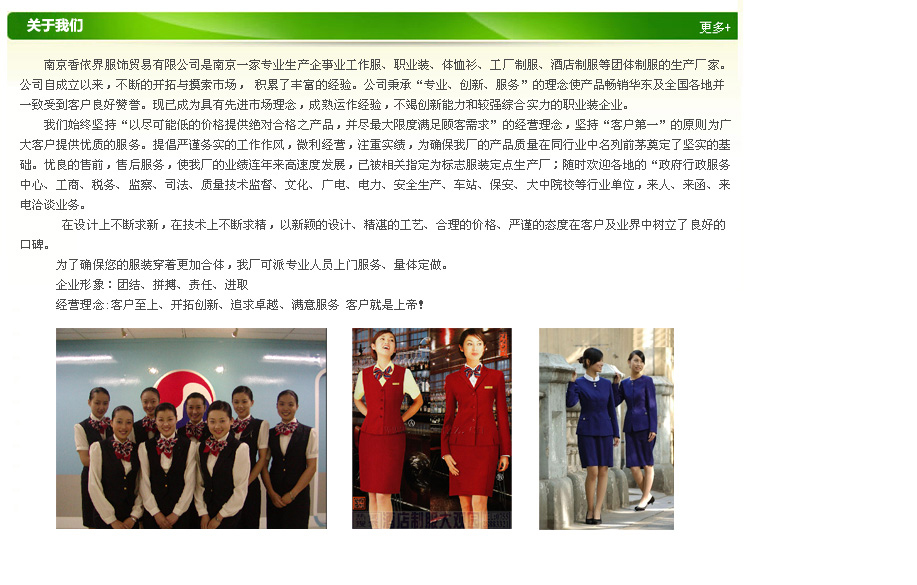 关于我们
更多+
南京香依界服饰贸易有限公司是南京一家专业生产企事业工作服、职业装、体恤衫、工厂制服、酒店制服等团体制服的生产厂家。
公司自成立以来，不断的开拓与摸索市场， 积累了丰富的经验。公司秉承“专业、创新、服务”的理念使产品畅销华东及全国各地并
一致受到客户良好赞誉。现已成为具有先进市场理念，成熟运作经验，不竭创新能力和较强综合实力的职业装企业。
我们始终坚持“以尽可能低的价格提供绝对合格之产品，并尽最大限度满足顾客需求”的经营理念，坚持“客户第一”的原则为广
大客户提供优质的服务。提倡严谨务实的工作作风，微利经营，注重实绩，为确保我厂的产品质量在同行业中名列前茅奠定了坚实的基
础。优良的售前，售后服务，使我厂的业绩连年来高速度发展，已被相关指定为标志服装定点生产厂；随时欢迎各地的“政府行政服务
中心、工商、税务、监察、司法、质量技术监督、文化、广电、电力、安全生产、车站、保安、大中院校等行业单位，来人、来函、来
电洽谈业务。
在设计上不断求新，在技术上不断求精，以新颖的设计、精湛的工艺、合理的价格、严谨的态度在客户及业界中树立了良好的
口碑。
为了确保您的服装穿着更加合体，我厂可派专业人员上门服务、量体定做。
企业形象：团结、拼搏、责任、进取
经营理念:客户至上、开拓创新、追求卓越、满意服务 客户就是上帝！
酒店制服大观